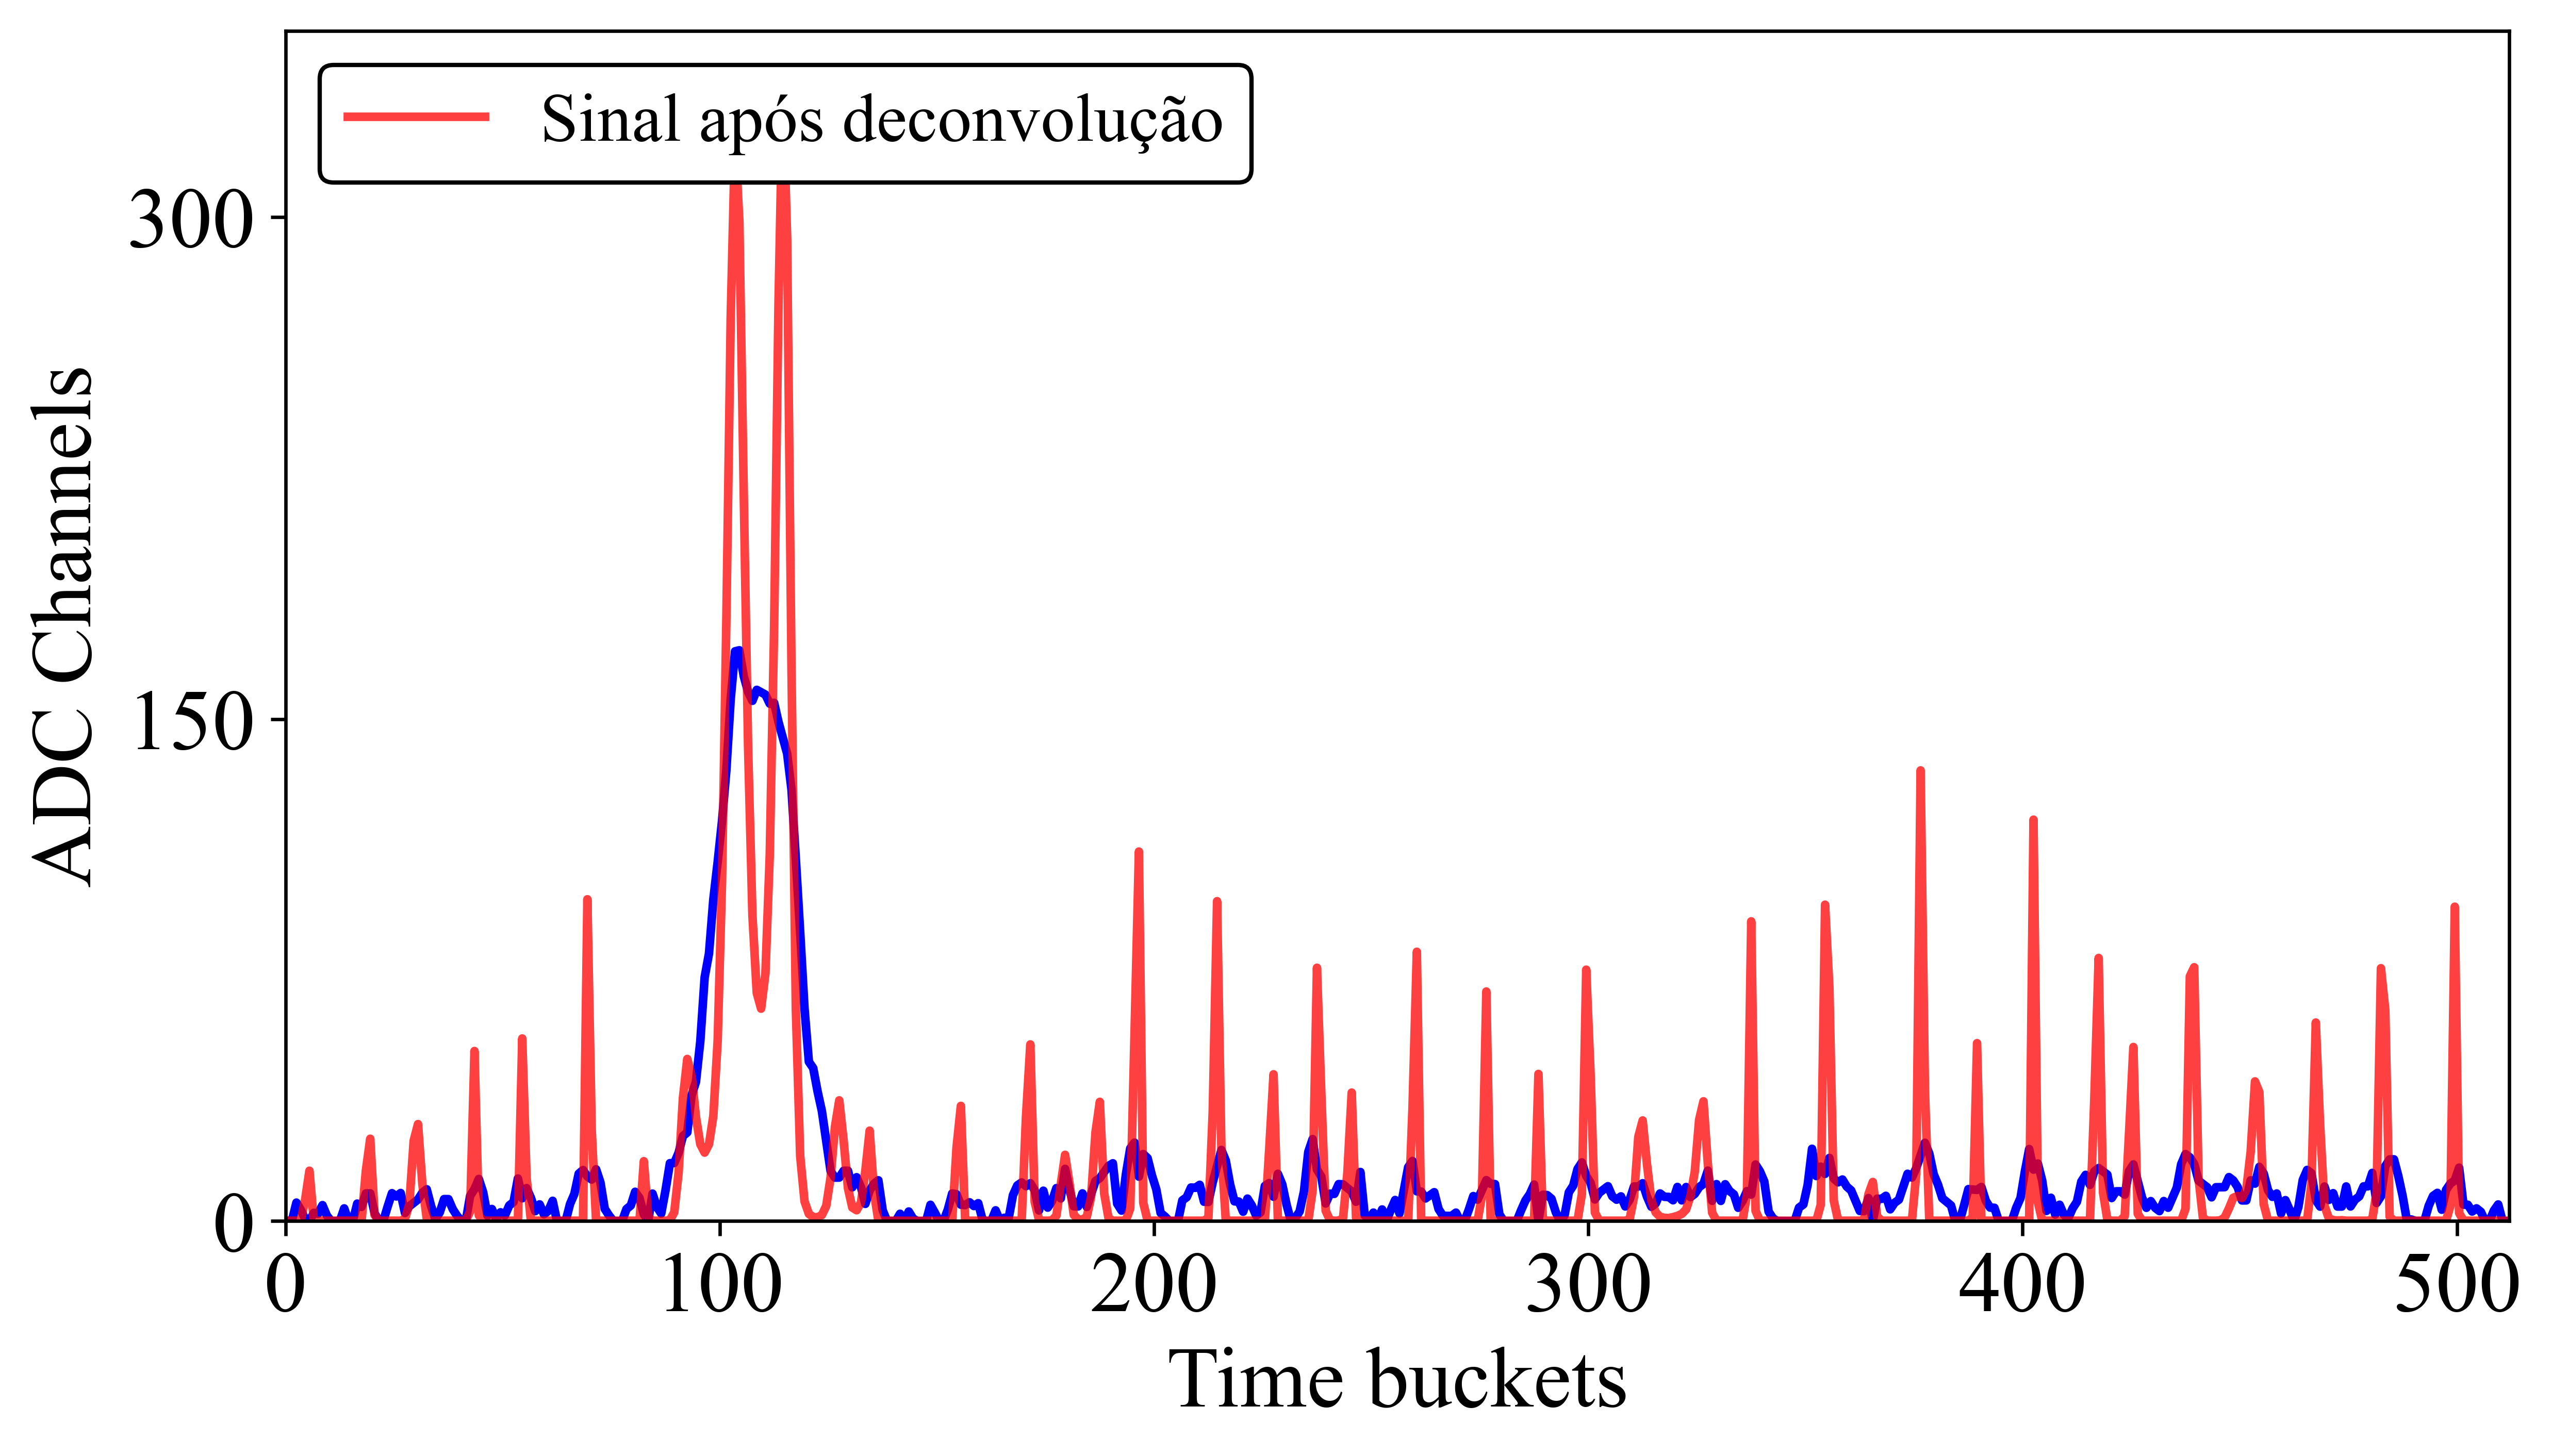 Sinal após deconvolução
ADC Channels
300
150
0
0 100 200 300 400 500
Time buckets